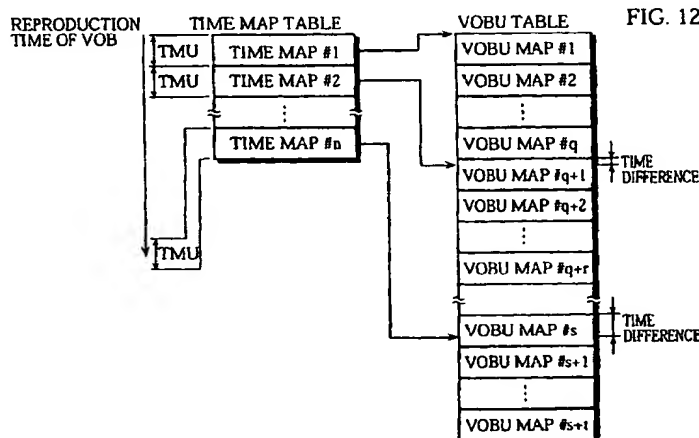 FIG. 12
REPRODUCTION
TIME OF VOB
TIME MAP TABLE
TMU
TIME MAP #1
TMU
TIME MAP #2
⋮
TIME MAP #n
TMU
VOBU TABLE
VOBU MAP #1
VOBU MAP #2
⋮
VOBU MAP #q
VOBU MAP #q+1
VOBU MAP #q+2
⋮
VOBU MAP #q+r
VOBU MAP #s
VOBU MAP #s+1
⋮
VOBU MAP #s+t
TIME
DIFFERENCE
TIME
DIFFERENCE